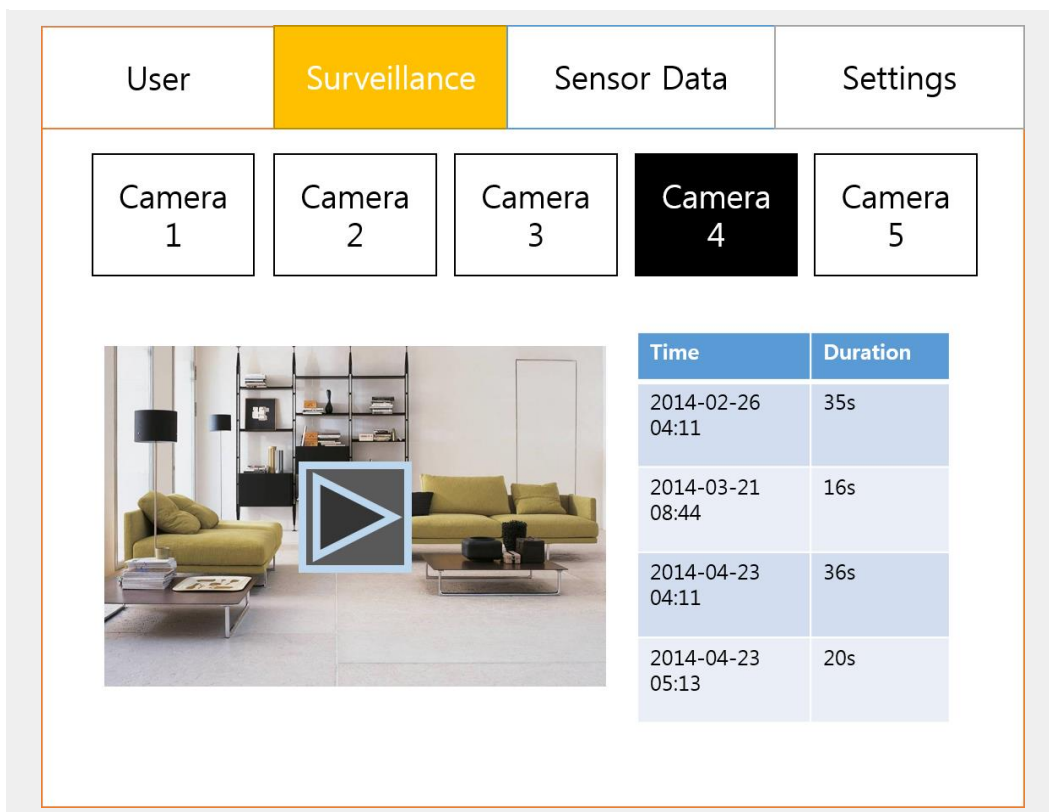 User Surveillance Sensor Data Settings
Camera Camera Camera Camera Camera
1 2 3 4 5
Time Duration
2014-02-26 35s
04:11
2014-03-21 16s
08:44
2014-04-23 36s
04:11
2014-04-23 20s
05:13